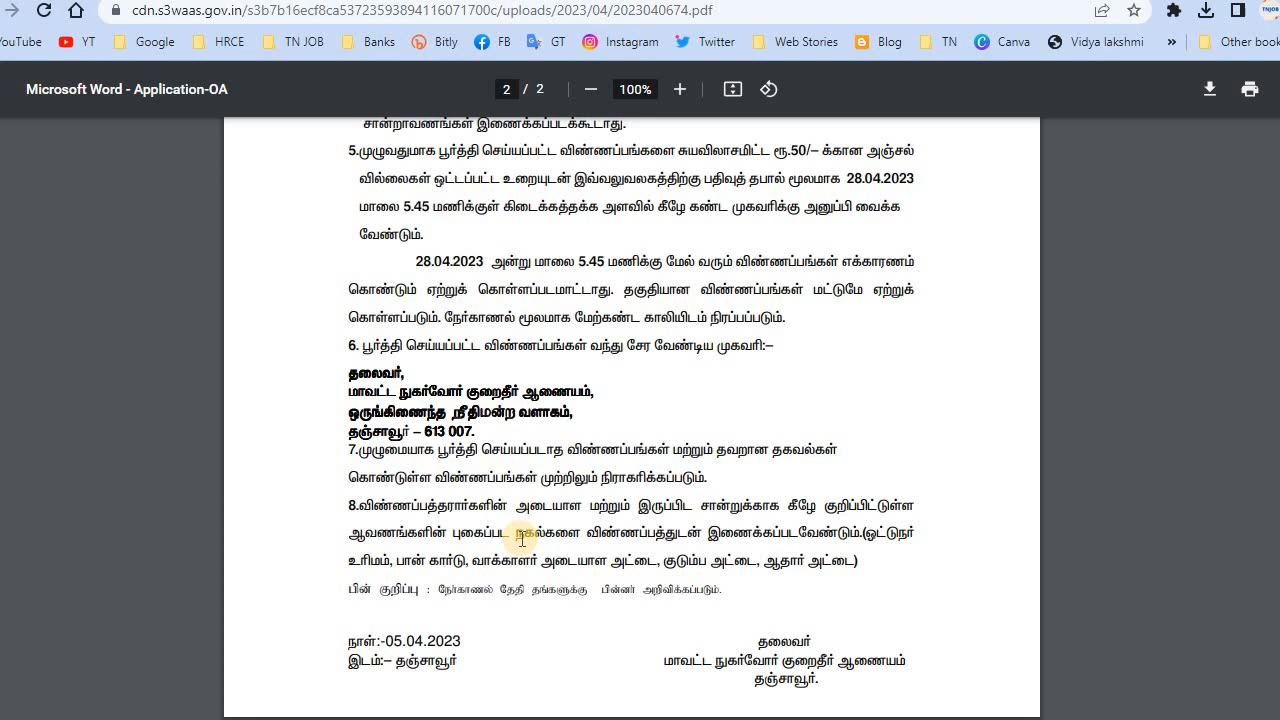 cdn.s3waas.gov.in/s3b7b16ecf8ca53723593894116071700c/uploads/2023/04/2023040674.pdf
YouTube YT Google HRCE TN JOB Banks Bitly FB GT Instagram Twitter Web Stories Blog TN Canva Vidya lakshmi » Other book
Microsoft Word - Application-OA 2 / 2 100%
சான்றாவணங்கள் இணைக்கப்படக்கூடாது.
5.முழுவதுமாக பூர்த்தி செய்யப்பட்ட விண்ணப்பங்களை சுயவிலாசமிட்ட ரூ.50/– க்கான அஞ்சல்
வில்லைகள் ஒட்டப்பட்ட உறையுடன் இவ்வலுவலகத்திற்கு பதிவுத் தபால் மூலமாக 28.04.2023
மாலை 5.45 மணிக்குள் கிடைக்கத்தக்க அளவில் கீழே கண்ட முகவரிக்கு அனுப்பி வைக்க
வேண்டும்.
28.04.2023 அன்று மாலை 5.45 மணிக்கு மேல் வரும் விண்ணப்பங்கள் எக்காரணம்
கொண்டும் ஏற்றுக் கொள்ளப்படமாட்டாது. தகுதியான விண்ணப்பங்கள் மட்டுமே ஏற்றுக்
கொள்ளப்படும். நேர்காணல் மூலமாக மேற்கண்ட காலியிடம் நிரப்பப்படும்.
6. பூர்த்தி செய்யப்பட்ட விண்ணப்பங்கள் வந்து சேர வேண்டிய முகவரி:–
தலைவர்,
மாவட்ட நுகர்வோர் குறைதீர் ஆணையம்,
ஒருங்கிணைந்த நீதிமன்ற வளாகம்,
தஞ்சாவூர் – 613 007.
7.முழுமையாக பூர்த்தி செய்யப்படாத விண்ணப்பங்கள் மற்றும் தவறான தகவல்கள்
கொண்டுள்ள விண்ணப்பங்கள் முற்றிலும் நிராகரிக்கப்படும்.
8.விண்ணப்பத்தரார்களின் அடையாள மற்றும் இருப்பிட சான்றுக்காக கீழே குறிப்பிட்டுள்ள
ஆவணங்களின் புகைப்பட நகல்களை விண்ணப்பத்துடன் இணைக்கப்படவேண்டும்.(ஒட்டுநர்
உரிமம், பான் கார்டு, வாக்காளர் அடையாள அட்டை, குடும்ப அட்டை, ஆதார் அட்டை)
பின் குறிப்பு : நேர்காணல் தேதி தங்களுக்கு பின்னர் அறிவிக்கப்படும்.
நாள்:-05.04.2023 தலைவர்
இடம்:– தஞ்சாவூர் மாவட்ட நுகர்வோர் குறைதீர் ஆணையம்
தஞ்சாவூர்.